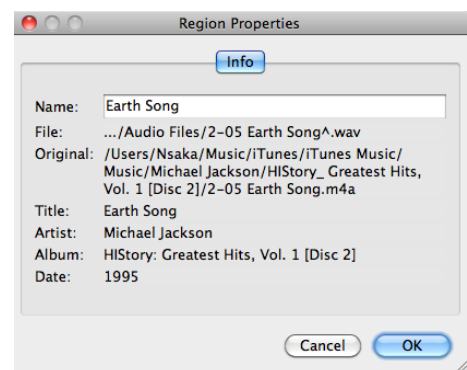 Region Properties
Info
Name: Earth Song
File: .../Audio Files/2-05 Earth Song^.wav
Original: /Users/Nsaka/Music/iTunes/iTunes Music/
Music/Michael Jackson/HIStory_ Greatest Hits,
Vol. 1 [Disc 2]/2-05 Earth Song.m4a
Title: Earth Song
Artist: Michael Jackson
Album: HIStory: Greatest Hits, Vol. 1 [Disc 2]
Date: 1995
Cancel OK